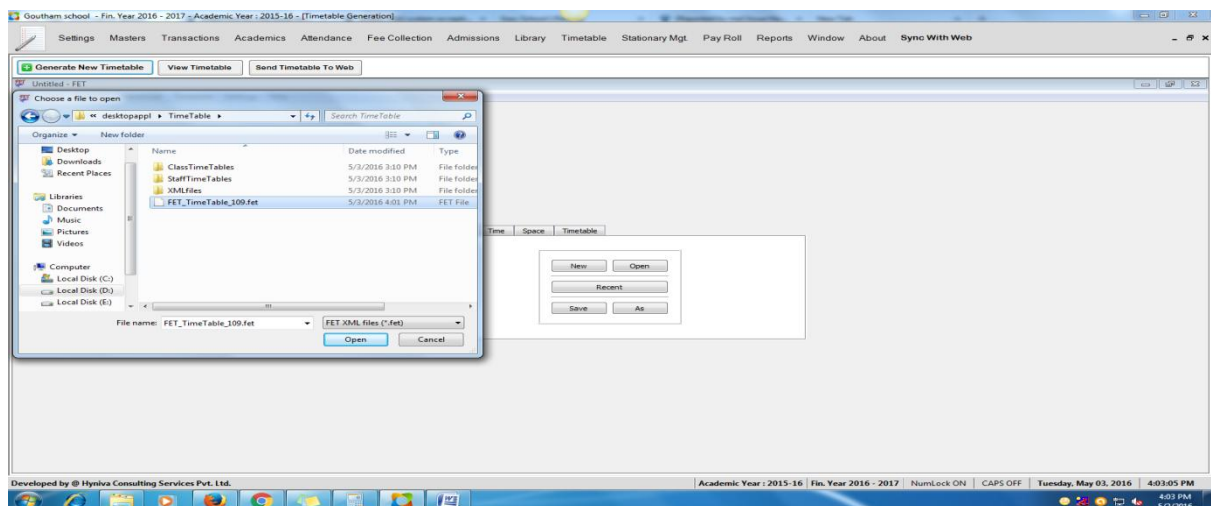 Goutham school - Fin. Year 2016 - 2017 - Academic Year : 2015-16 - [Timetable Generation]
Settings Masters Transactions Academics Attendance Fee Collection Admissions Library Timetable Stationary Mgt. Pay Roll Reports Window About Sync With Web
Generate New Timetable View Timetable Send Timetable To Web
Untitled - FET
Choose a file to open
« desktopappl ▸ TimeTable ▸ Search TimeTable
Organize New folder
Desktop
Downloads
Recent Places
Libraries
Documents
Music
Pictures
Videos
Computer
Local Disk (C:)
Local Disk (D:)
Local Disk (E:)
Name Date modified Type
ClassTimeTables 5/3/2016 3:10 PM File folder
StaffTimeTables 5/3/2016 3:10 PM File folder
XMLfiles 5/3/2016 3:10 PM File folder
FET_TimeTable_109.fet 5/3/2016 4:01 PM FET File
File name: FET_TimeTable_109.fet FET XML files (*.fet)
Open Cancel
Time Space Timetable
New Open
Recent
Save As
Developed by @ Hyniva Consulting Services Pvt. Ltd. Academic Year : 2015-16 Fin. Year 2016 - 2017 NumLock ON CAPS OFF Tuesday, May 03, 2016 4:03:05 PM
4:03 PM